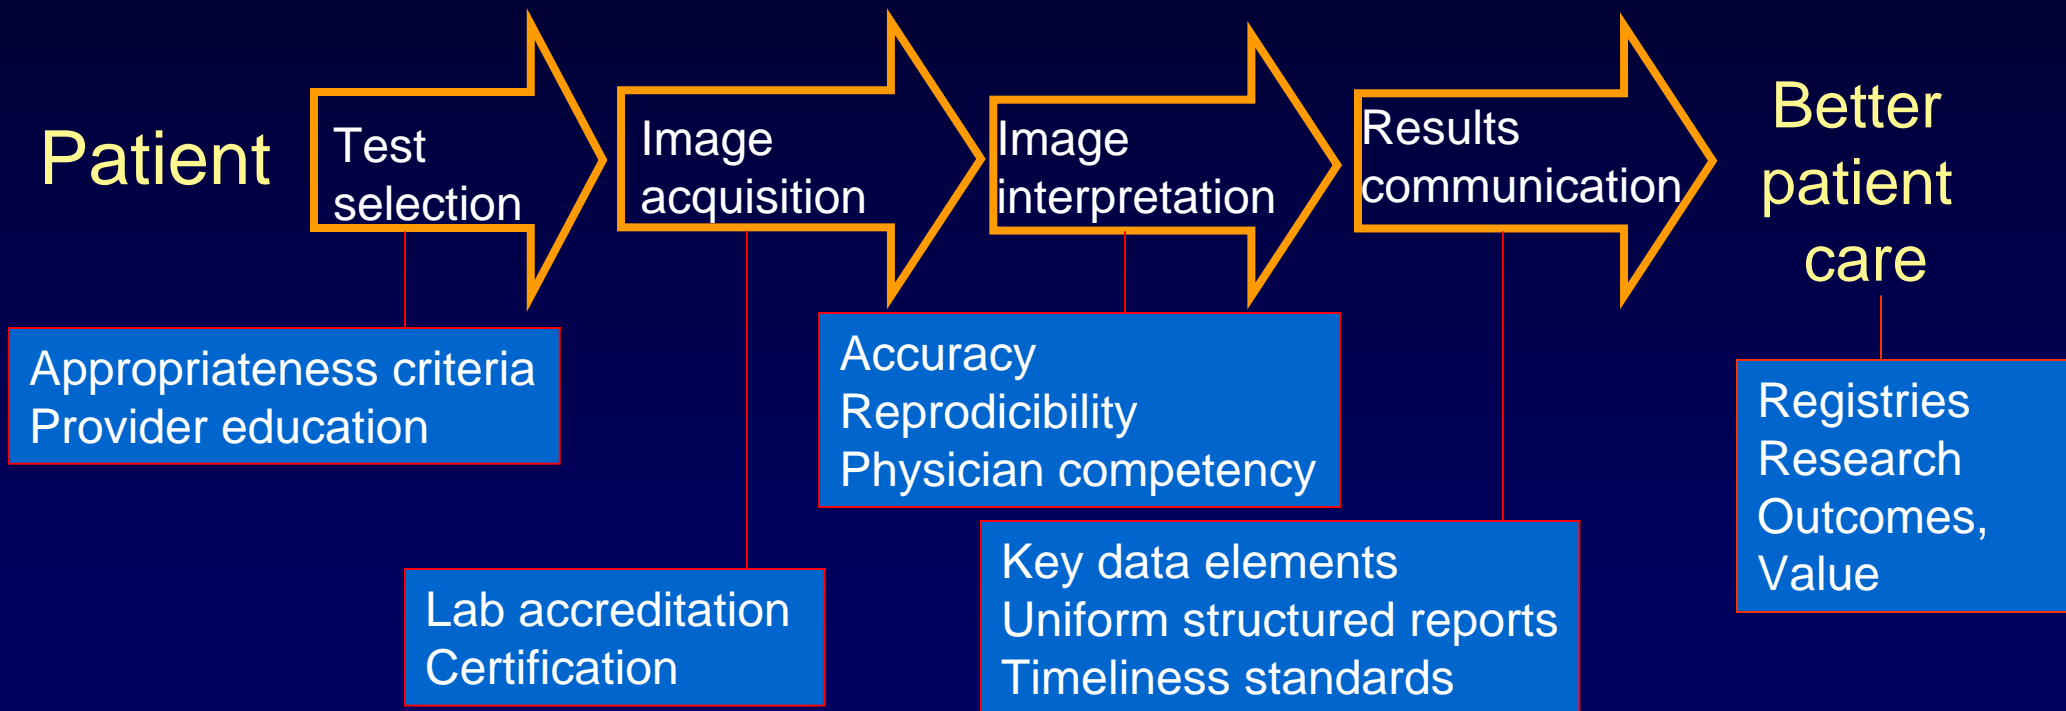 Patient
Test
selection
Image
acquisition
Image
interpretation
Results
communication
Better
patient
care
Appropriateness criteria
Provider education
Lab accreditation
Certification
Accuracy
Reprodicibility
Physician competency
Key data elements
Uniform structured reports
Timeliness standards
Registries
Research
Outcomes,
Value